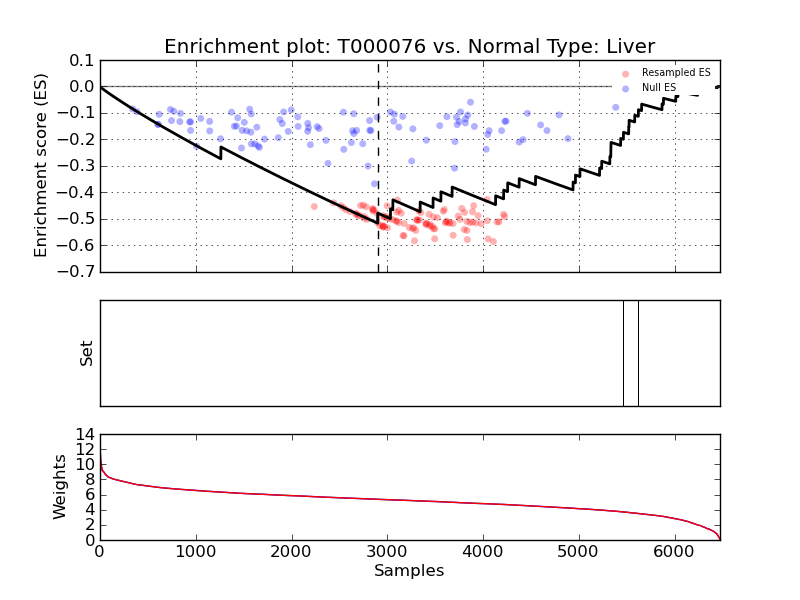 Enrichment plot: T000076 vs. Normal Type: Liver
Enrichment score (ES)
0.1
0.0
−0.1
−0.2
−0.3
−0.4
−0.5
−0.6
−0.7
Resampled ES
Null ES
Set
Weights
14
12
10
8
6
4
2
0
0 1000 2000 3000 4000 5000 6000
Samples